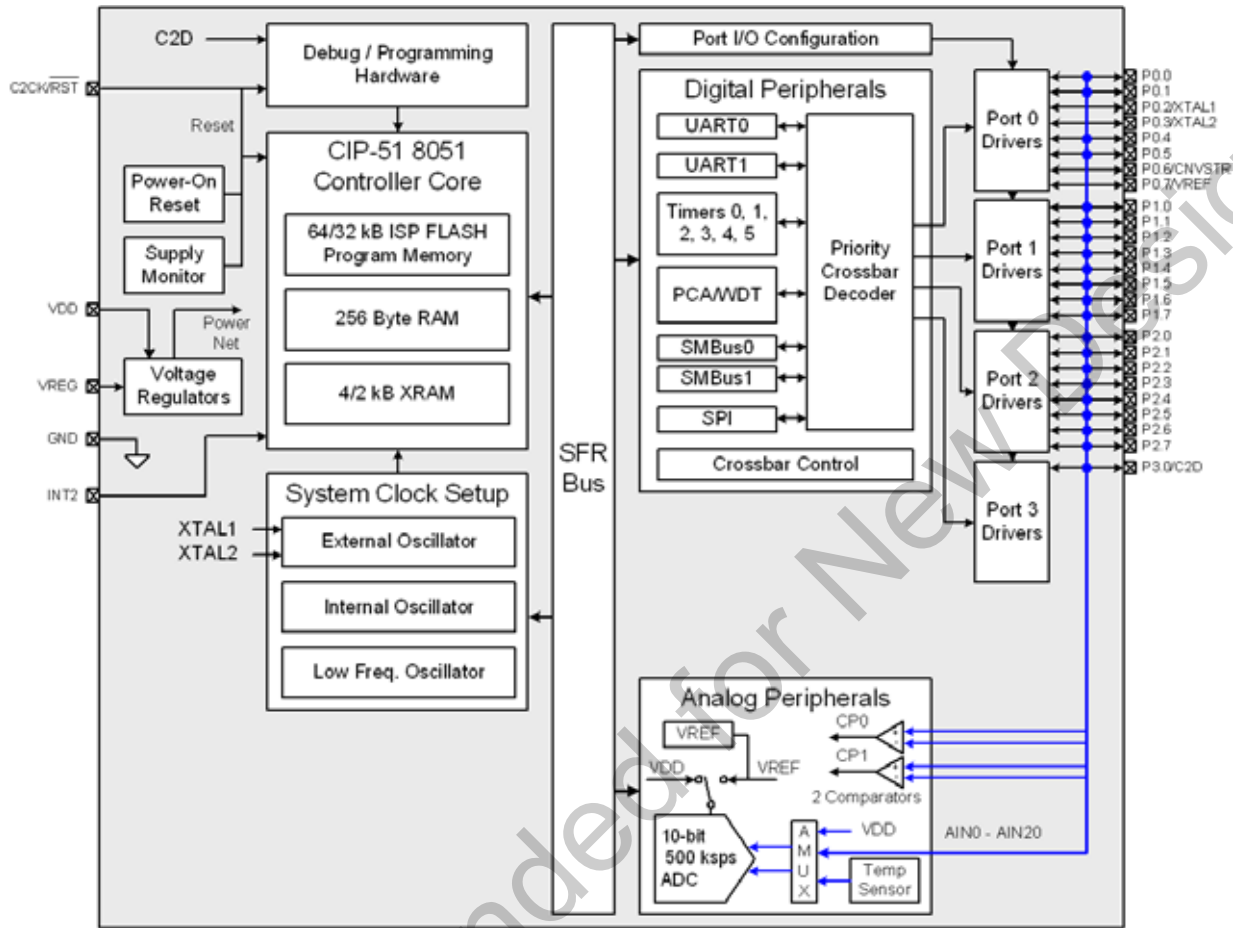 C2D
C2CK/RST
Debug / Programming
Hardware
Reset
CIP-51 8051
Controller Core
64/32 kB ISP FLASH
Program Memory
256 Byte RAM
4/2 kB XRAM
Power-On
Reset
Supply
Monitor
VDD
Power
Net
VREG
Voltage
Regulators
GND
INT2
System Clock Setup
XTAL1
XTAL2
External Oscillator
Internal Oscillator
Low Freq. Oscillator
SFR
Bus
Port I/O Configuration
Digital Peripherals
UART0
UART1
Timers 0, 1,
2, 3, 4, 5
PCA/WDT
SMBus0
SMBus1
SPI
Priority
Crossbar
Decoder
Crossbar Control
Port 0
Drivers
Port 1
Drivers
Port 2
Drivers
Port 3
Drivers
P0.0
P0.1
P0.2/XTAL1
P0.3/XTAL2
P0.4
P0.5
P0.6/CNVSTR
P0.7/VREF
P1.0
P1.1
P1.2
P1.3
P1.4
P1.5
P1.6
P1.7
P2.0
P2.1
P2.2
P2.3
P2.4
P2.5
P2.6
P2.7
P3.0/C2D
Analog Peripherals
VREF
VDD
VREF
CP0
+
-
CP1
+
-
2 Comparators
10-bit
500 ksps
ADC
A
M
U
X
VDD
Temp
Sensor
AIN0 - AIN20
nded for New Desig